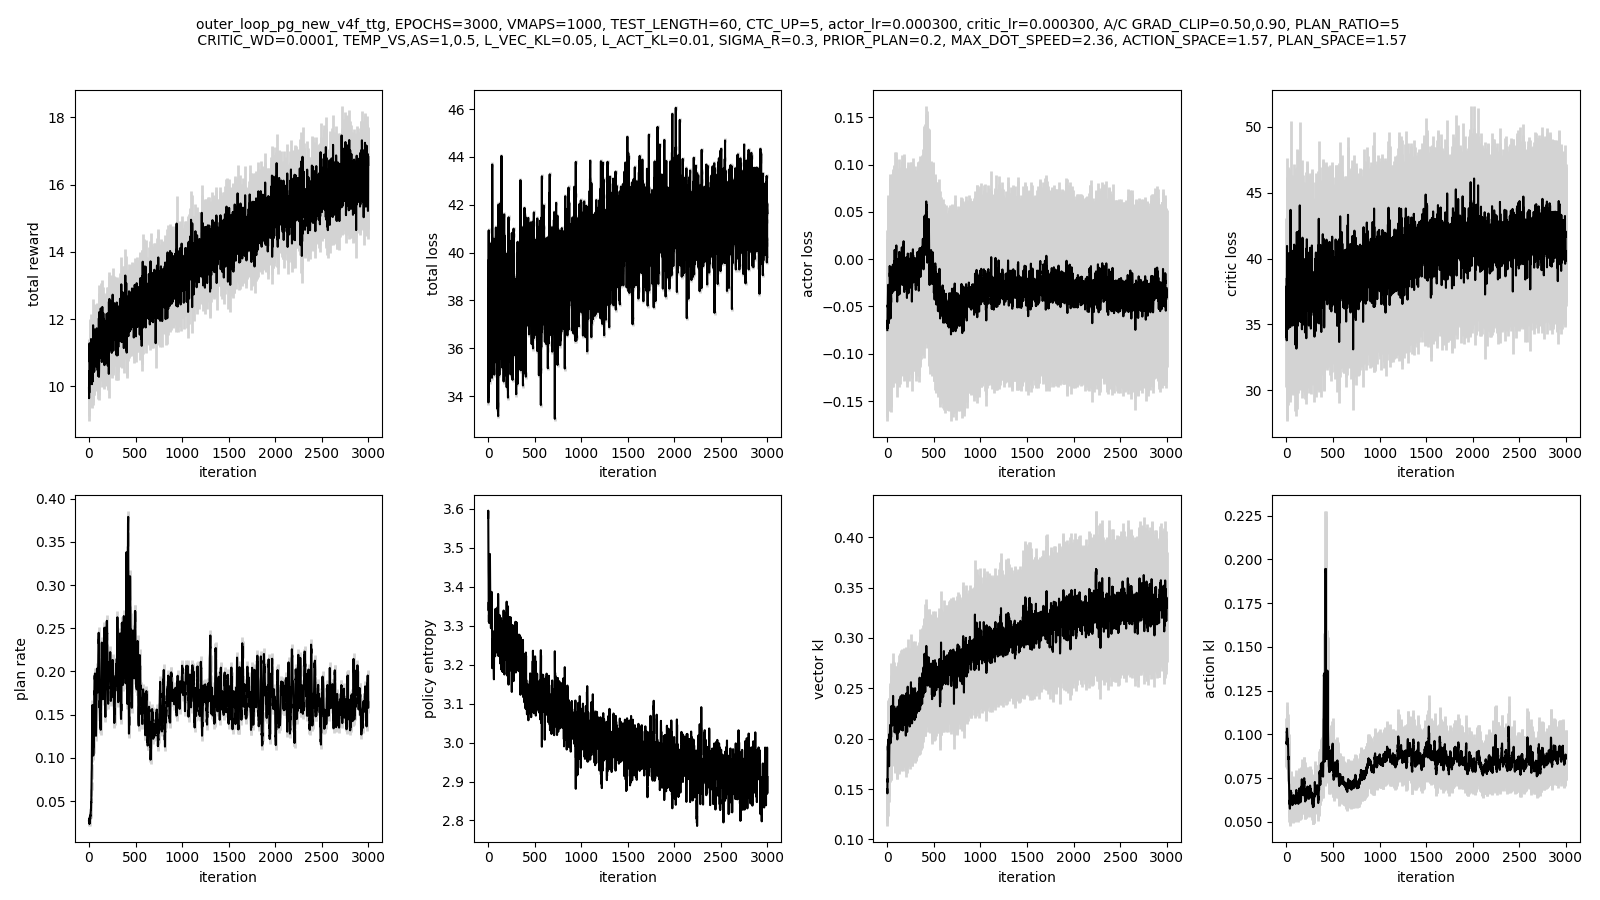 outer_loop_pg_new_v4f_ttg, EPOCHS=3000, VMAPS=1000, TEST_LENGTH=60, CTC_UP=5, actor_lr=0.000300, critic_lr=0.000300, A/C GRAD_CLIP=0.50,0.90, PLAN_RATIO=5
CRITIC_WD=0.0001, TEMP_VS,AS=1,0.5, L_VEC_KL=0.05, L_ACT_KL=0.01, SIGMA_R=0.3, PRIOR_PLAN=0.2, MAX_DOT_SPEED=2.36, ACTION_SPACE=1.57, PLAN_SPACE=1.57
total reward
18
16
14
12
10
0 500 1000 1500 2000 2500 3000
iteration
total loss
46
44
42
40
38
36
34
0 500 1000 1500 2000 2500 3000
iteration
actor loss
0.15
0.10
0.05
0.00
−0.05
−0.10
−0.15
0 500 1000 1500 2000 2500 3000
iteration
critic loss
50
45
40
35
30
0 500 1000 1500 2000 2500 3000
iteration
plan rate
0.40
0.35
0.30
0.25
0.20
0.15
0.10
0.05
0 500 1000 1500 2000 2500 3000
iteration
policy entropy
3.6
3.5
3.4
3.3
3.2
3.1
3.0
2.9
2.8
0 500 1000 1500 2000 2500 3000
iteration
vector kl
0.40
0.35
0.30
0.25
0.20
0.15
0.10
0 500 1000 1500 2000 2500 3000
iteration
action kl
0.225
0.200
0.175
0.150
0.125
0.100
0.075
0.050
0 500 1000 1500 2000 2500 3000
iteration